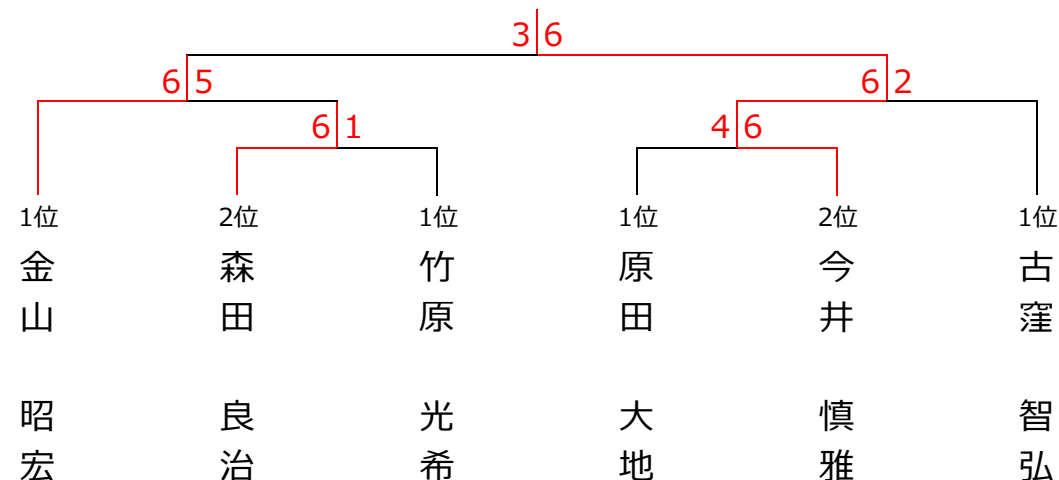 3 6
6 5
6 2
6 1
4 6
1位 2位 1位 1位 2位 1位
金山 昭宏
森田 良治
竹原 光希
原田 大地
今井 慎雅
古窪 智弘